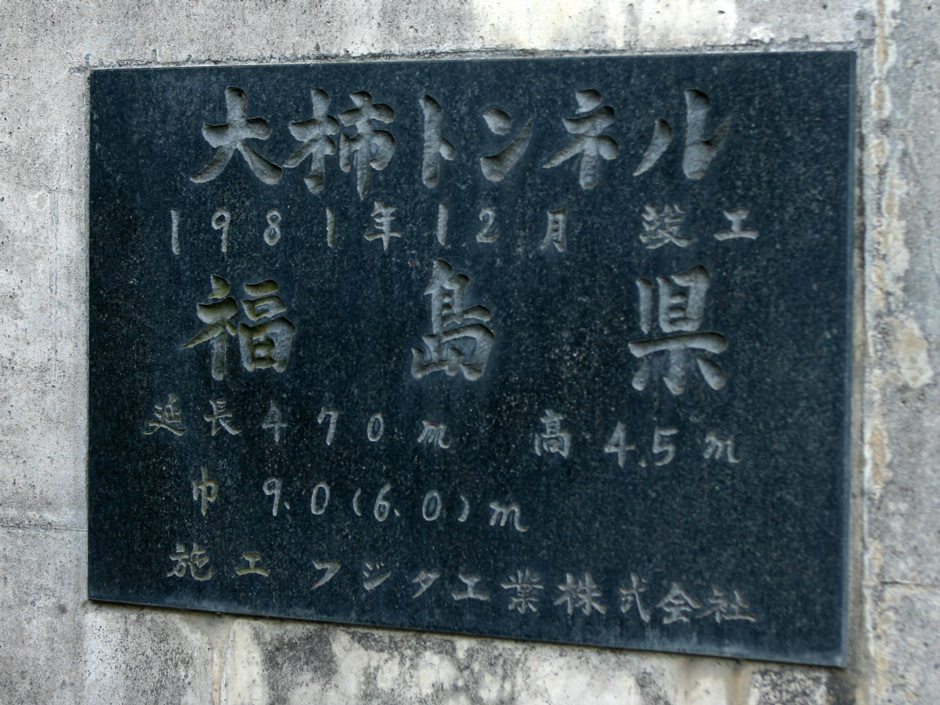 大柿トンネル
1981年12月 竣工
福島県
延長470m 高4.5m
巾 9.0(6.0)m
施工 フジタ工業株式会社